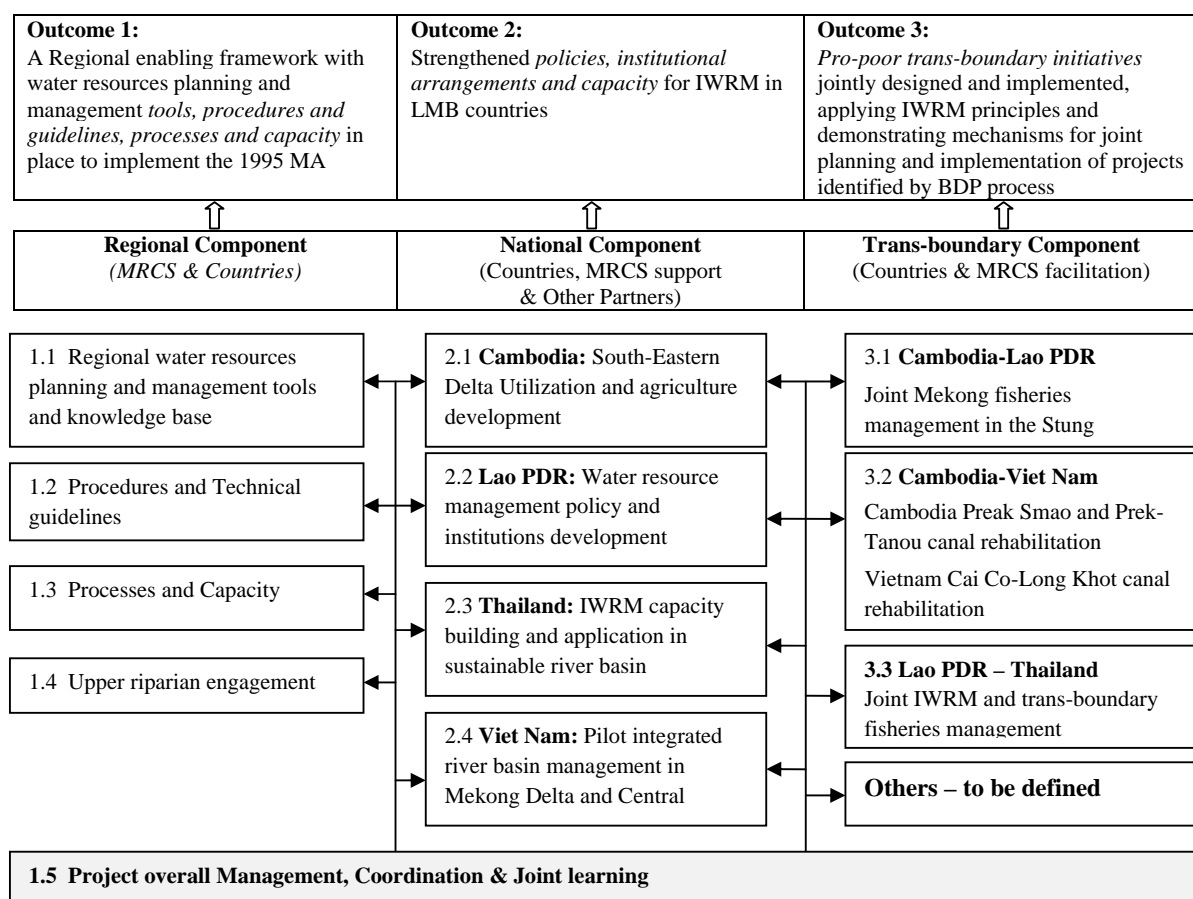 Outcome 1:
A Regional enabling framework with
water resources planning and
management tools, procedures and
guidelines, processes and capacity in
place to implement the 1995 MA
Outcome 2:
Strengthened policies, institutional
arrangements and capacity for IWRM in
LMB countries
Outcome 3:
Pro-poor trans-boundary initiatives
jointly designed and implemented,
applying IWRM principles and
demonstrating mechanisms for joint
planning and implementation of projects
identified by BDP process
Regional Component
(MRCS & Countries)
National Component
(Countries, MRCS support
& Other Partners)
Trans-boundary Component
(Countries & MRCS facilitation)
1.1 Regional water resources
planning and management tools
and knowledge base
1.2 Procedures and Technical
guidelines
1.3 Processes and Capacity
1.4 Upper riparian engagement
2.1 Cambodia: South-Eastern
Delta Utilization and agriculture
development
2.2 Lao PDR: Water resource
management policy and
institutions development
2.3 Thailand: IWRM capacity
building and application in
sustainable river basin
2.4 Viet Nam: Pilot integrated
river basin management in
Mekong Delta and Central
3.1 Cambodia-Lao PDR
Joint Mekong fisheries
management in the Stung
3.2 Cambodia-Viet Nam
Cambodia Preak Smao and Prek-
Tanou canal rehabilitation
Vietnam Cai Co-Long Khot canal
rehabilitation
3.3 Lao PDR – Thailand
Joint IWRM and trans-boundary
fisheries management
Others – to be defined
1.5 Project overall Management, Coordination & Joint learning